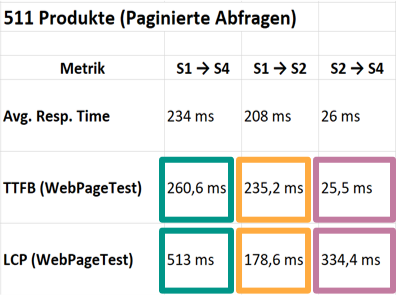 511 Produkte (Paginierte Abfragen)
Metrik S1 → S4 S1 → S2 S2 → S4
Avg. Resp. Time 234 ms 208 ms 26 ms
TTFB (WebPageTest) 260,6 ms 235,2 ms 25,5 ms
LCP (WebPageTest) 513 ms 178,6 ms 334,4 ms